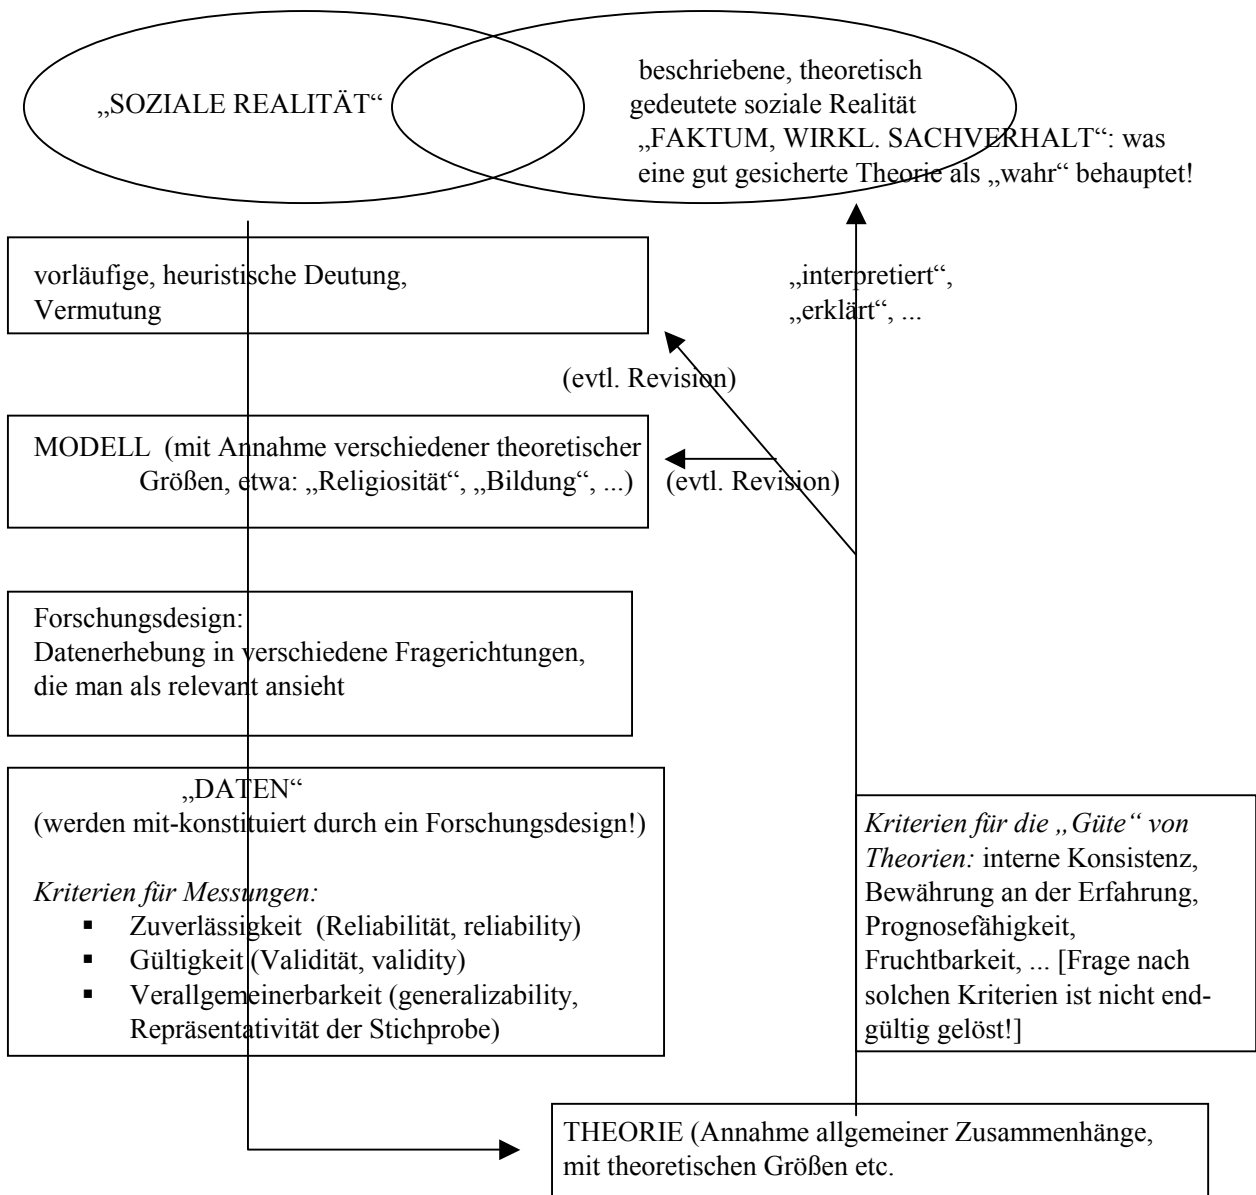 „SOZIALE REALITÄT“
beschriebene, theoretisch
gedeutete soziale Realität
„FAKTUM, WIRKL. SACHVERHALT“: was
eine gut gesicherte Theorie als „wahr“ behauptet!
vorläufige, heuristische Deutung,
Vermutung
„interpretiert“,
„erklärt“, ...
(evtl. Revision)
MODELL (mit Annahme verschiedener theoretischer
Größen, etwa: „Religiosität“, „Bildung“, ...)
(evtl. Revision)
Forschungsdesign:
Datenerhebung in verschiedene Fragerichtungen,
die man als relevant ansieht
„DATEN“
(werden mit-konstituiert durch ein Forschungsdesign!)
Kriterien für Messungen:
▪ Zuverlässigkeit (Reliabilität, reliability)
▪ Gültigkeit (Validität, validity)
▪ Verallgemeinerbarkeit (generalizability,
Repräsentativität der Stichprobe)
Kriterien für die „Güte“ von
Theorien: interne Konsistenz,
Bewährung an der Erfahrung,
Prognosefähigkeit,
Fruchtbarkeit, ... [Frage nach
solchen Kriterien ist nicht end-
gültig gelöst!]
THEORIE (Annahme allgemeiner Zusammenhänge,
mit theoretischen Größen etc.